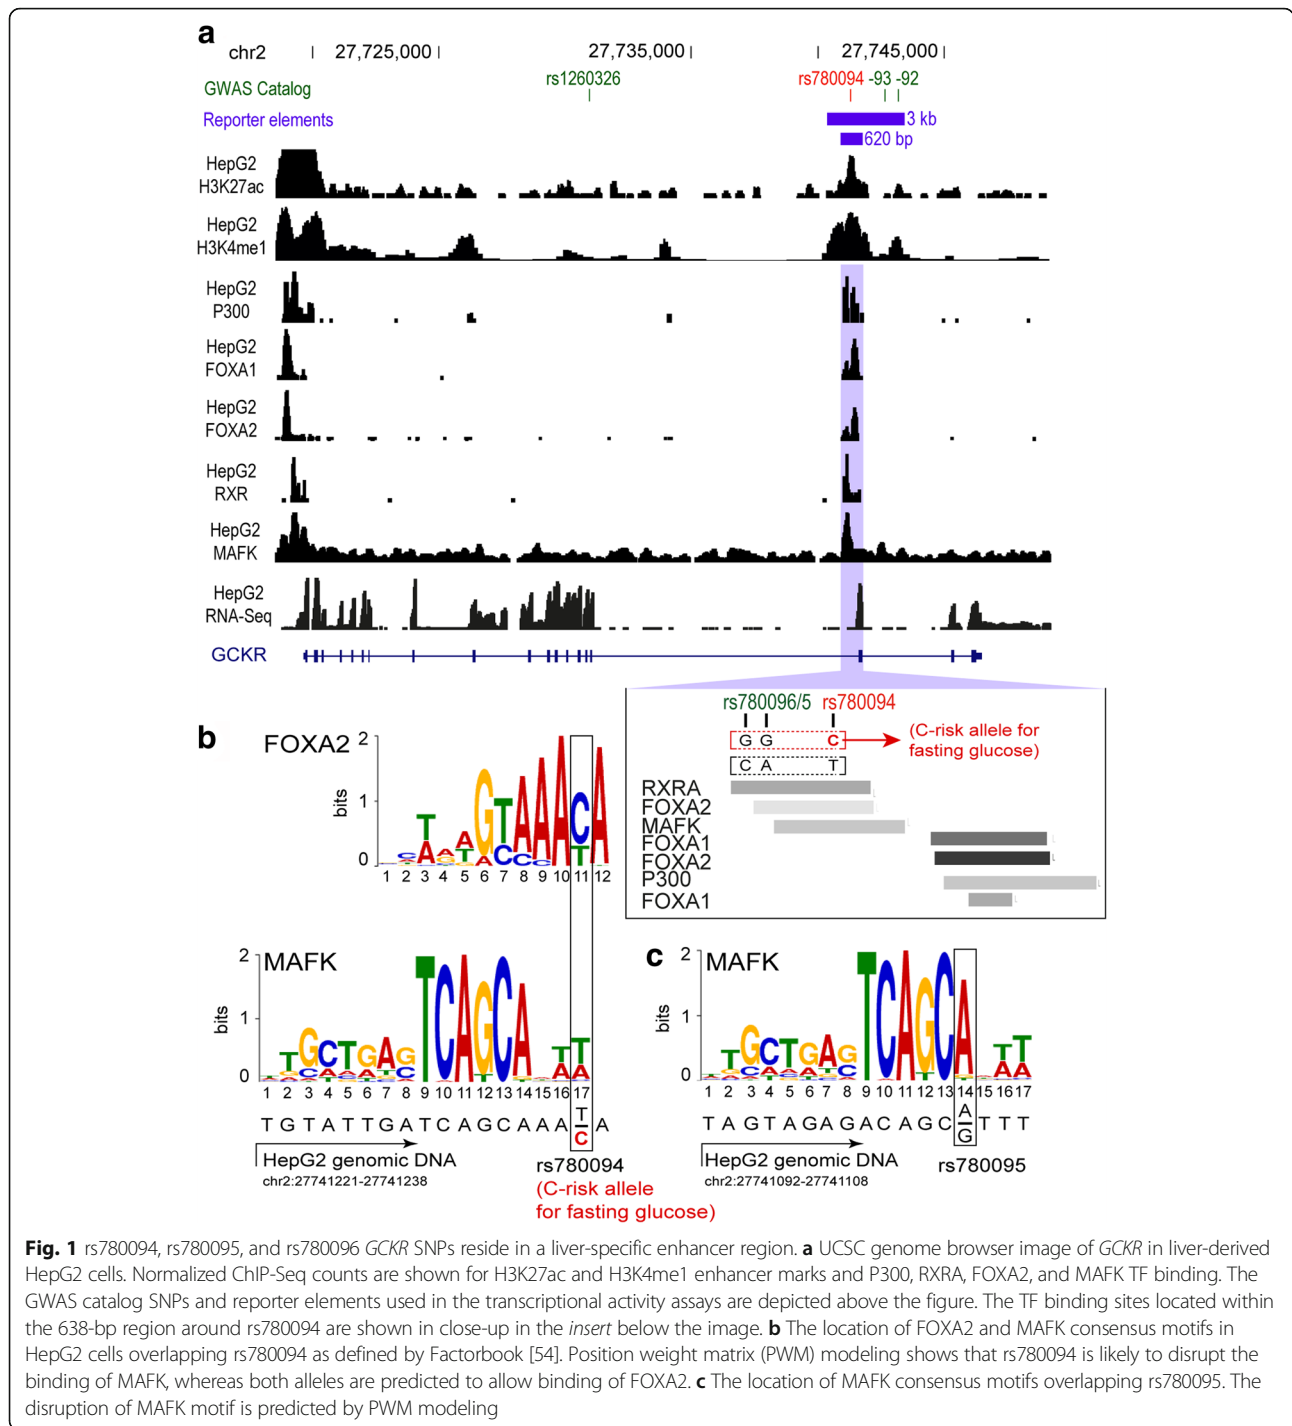 a
chr2 27,725,000 27,735,000 27,745,000
GWAS Catalog rs1260326 rs780094 -93 -92
Reporter elements 3 kb
620 bp
HepG2
H3K27ac
HepG2
H3K4me1
HepG2
P300
HepG2
FOXA1
HepG2
FOXA2
HepG2
RXR
HepG2
MAFK
HepG2
RNA-Seq
GCKR
rs780096/5 rs780094
G G C (C-risk allele for
fasting glucose)
C A T
RXRA
FOXA2
MAFK
FOXA1
FOXA2
P300
FOXA1
b
FOXA2
bits
2
1
0
1 2 3 4 5 6 7 8 9 10 11 12
MAFK
bits
2
1
0
1 2 3 4 5 6 7 8 9 10 11 12 13 14 15 16 17
T G T A T T G A T C A G C A A A T/C A
HepG2 genomic DNA
chr2:27741221-27741238
rs780094
(C-risk allele
for fasting glucose)
c
MAFK
bits
2
1
0
1 2 3 4 5 6 7 8 9 10 11 12 13 14 15 16 17
T A G T A G A G A C A G C A/G T T T
HepG2 genomic DNA
chr2:27741092-27741108
rs780095
Fig. 1 rs780094, rs780095, and rs780096 GCKR SNPs reside in a liver-specific enhancer region. a UCSC genome browser image of GCKR in liver-derived
HepG2 cells. Normalized ChIP-Seq counts are shown for H3K27ac and H3K4me1 enhancer marks and P300, RXRA, FOXA2, and MAFK TF binding. The
GWAS catalog SNPs and reporter elements used in the transcriptional activity assays are depicted above the figure. The TF binding sites located within
the 638-bp region around rs780094 are shown in close-up in the insert below the image. b The location of FOXA2 and MAFK consensus motifs in
HepG2 cells overlapping rs780094 as defined by Factorbook [54]. Position weight matrix (PWM) modeling shows that rs780094 is likely to disrupt the
binding of MAFK, whereas both alleles are predicted to allow binding of FOXA2. c The location of MAFK consensus motifs overlapping rs780095. The
disruption of MAFK motif is predicted by PWM modeling